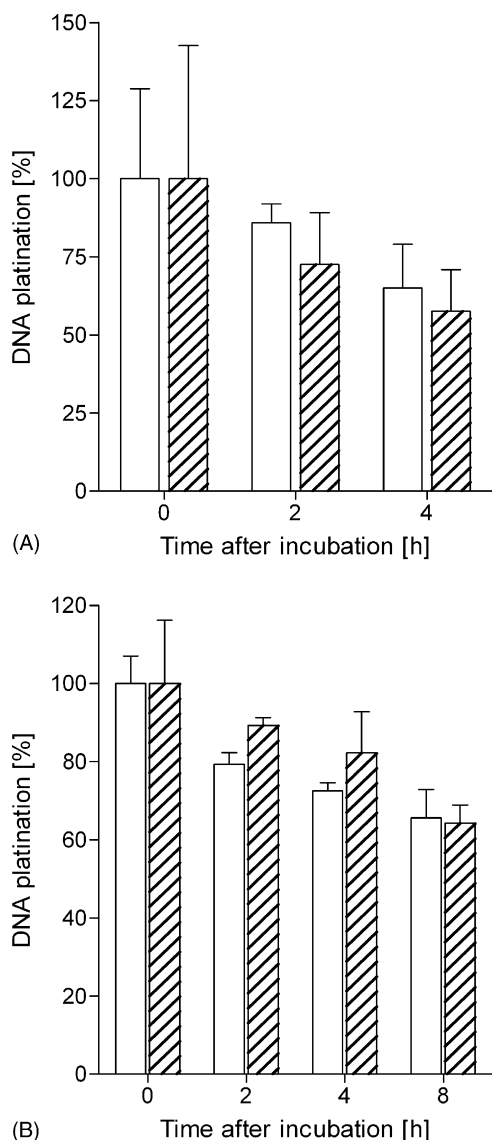 150
125
100
75
50
25
0
DNA platination [%]
0 2 4
(A) Time after incubation [h]
120
100
80
60
40
20
0
DNA platination [%]
0 2 4 8
(B) Time after incubation [h]